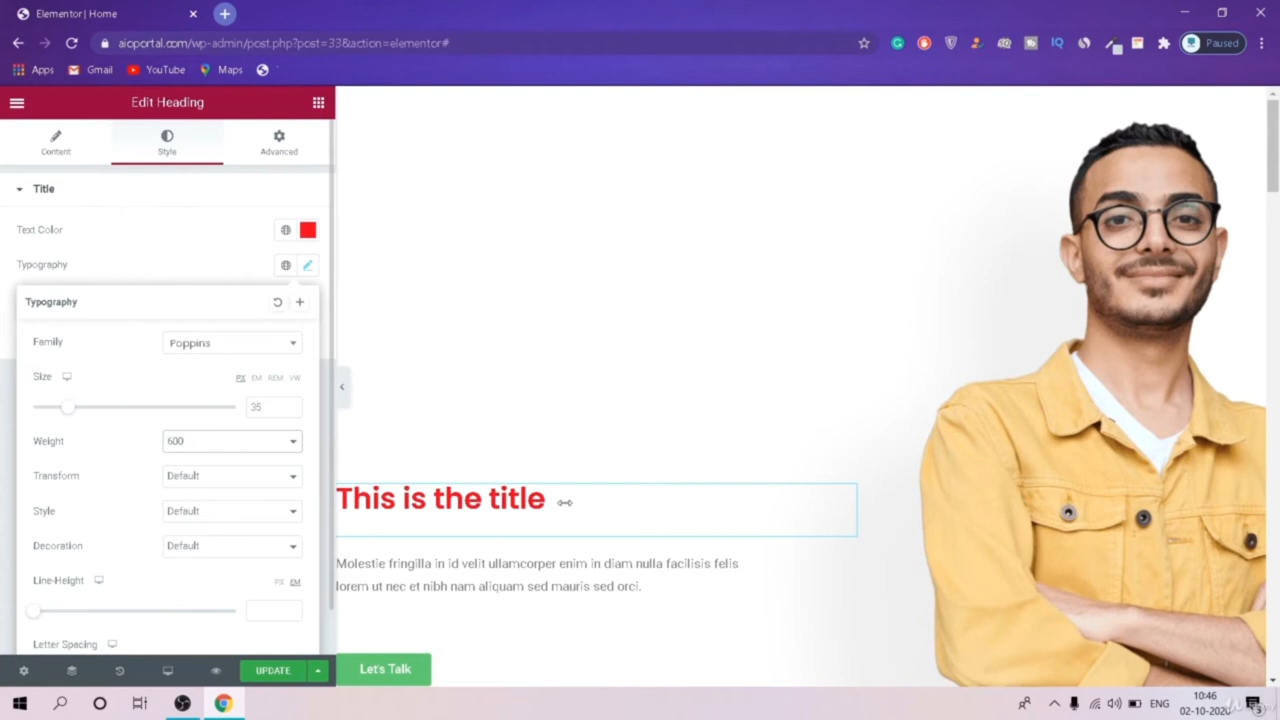 Elementor | Home
aioportal.com/wp-admin/post.php?post=33&action=elementor#
Paused
Apps Gmail YouTube Maps
Edit Heading
Content Style Advanced
Title
Text Color
Typography
Typography
Family Poppins
Size PX EM REM VW
35
Weight 600
Transform Default
Style Default
Decoration Default
Line-Height PX EM
Letter Spacing
UPDATE
This is the title
Molestie fringilla in id velit ullamcorper enim in diam nulla facilisis felis
lorem ut nec et nibh nam aliquam sed mauris sed orci.
Let's Talk
ENG
10:46
02-10-2020